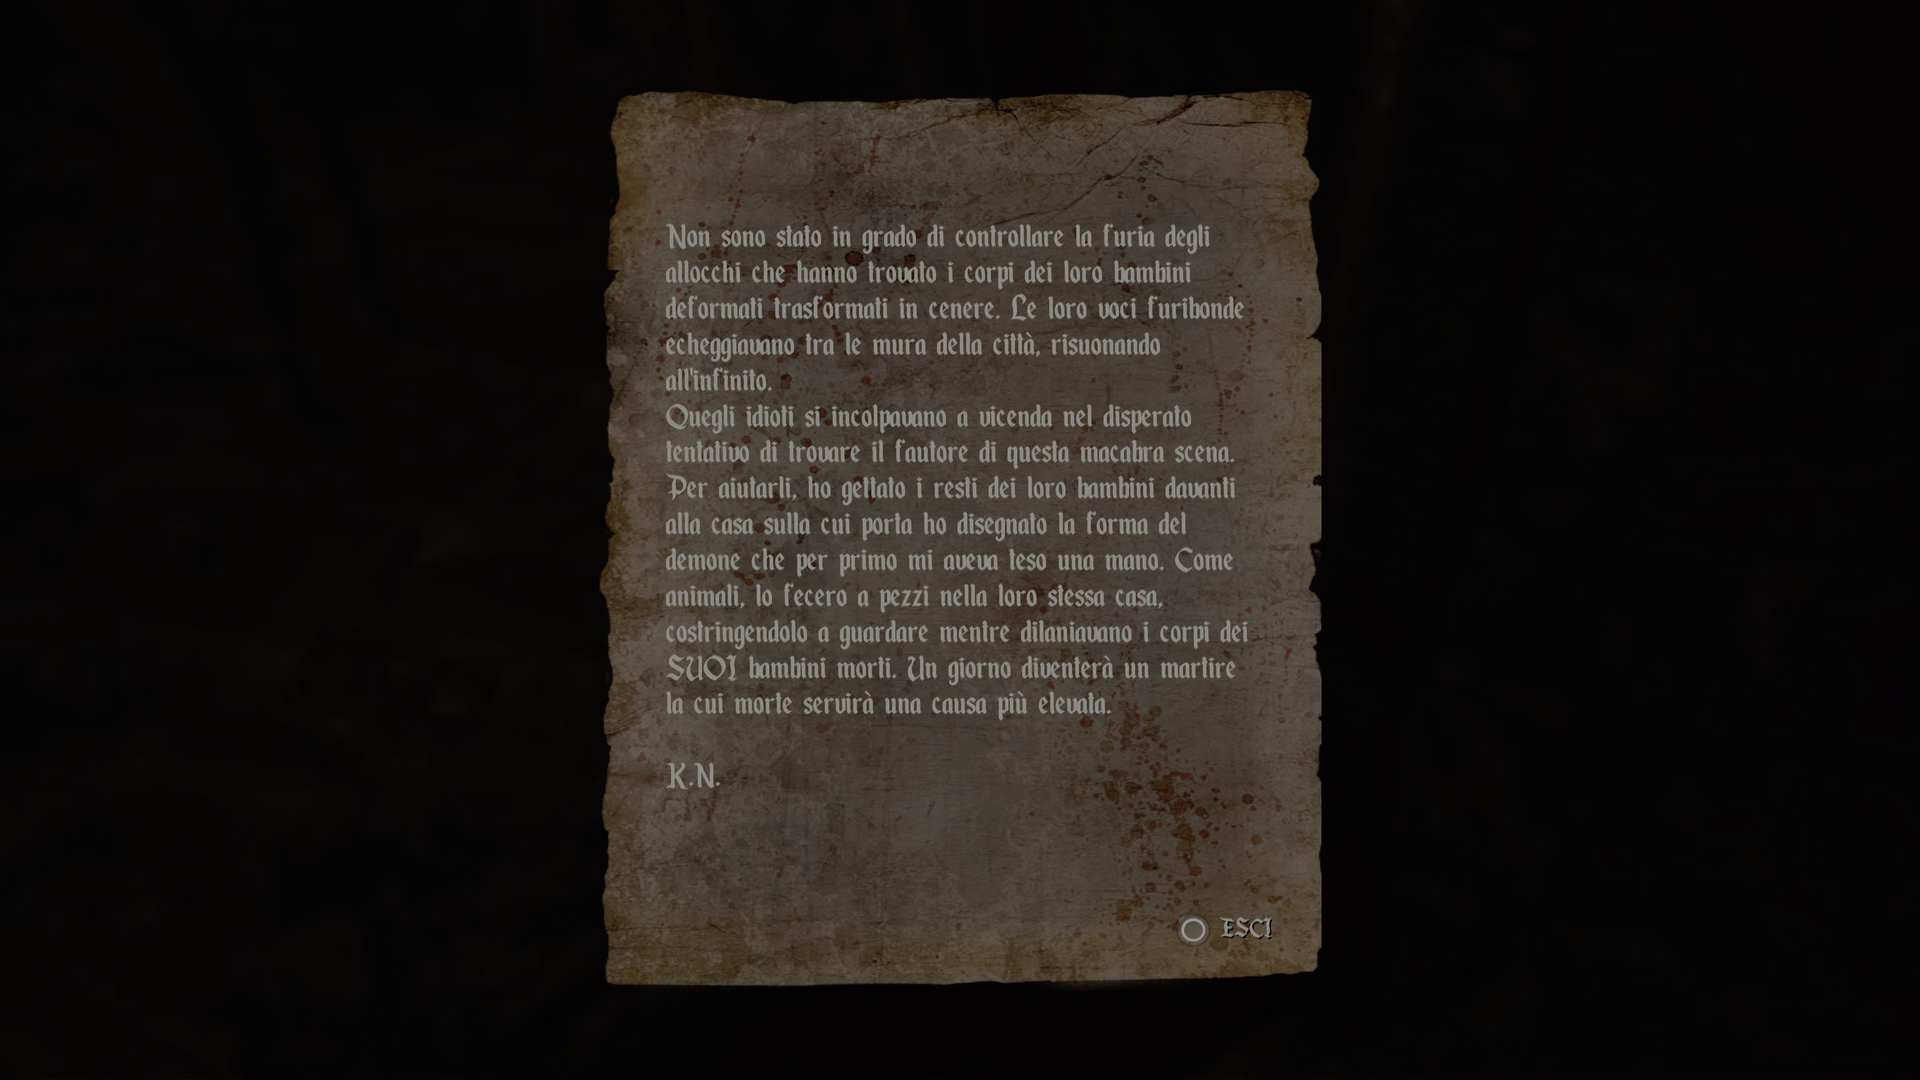 Non sono stato in grado di controllare la furia degli
allocchi che hanno trovato i corpi dei loro bambini
deformati trasformati in cenere. Le loro voci furibonde
echeggiavano tra le mura della città, risuonando
all'infinito.
Quegli idioti si incolpavano a vicenda nel disperato
tentativo di trovare il fautore di questa macabra scena.
Per aiutarli, ho gettato i resti dei loro bambini davanti
alla casa sulla cui porta ho disegnato la forma del
demone che per primo mi aveva teso una mano. Come
animali, lo fecero a pezzi nella loro stessa casa,
costringendolo a guardare mentre dilaniavano i corpi dei
SUOI bambini morti. Un giorno diventerà un martire
la cui morte servirà una causa più elevata.
K.N.
ESCI